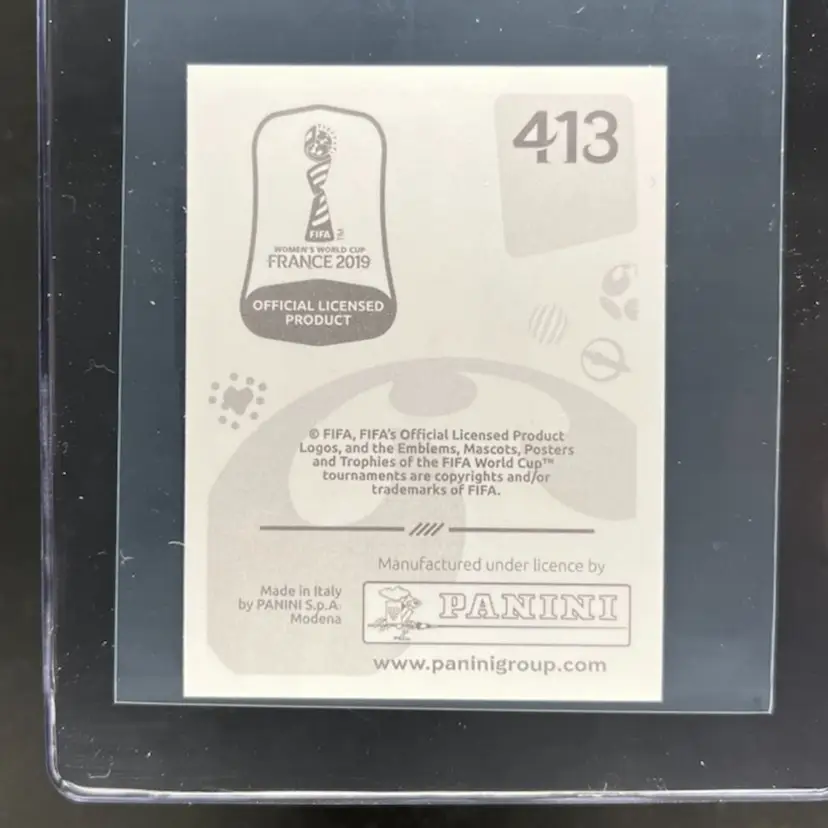 413
FIFA
TM
WOMEN'S WORLD CUP
FRANCE 2019
OFFICIAL LICENSED
PRODUCT
© FIFA, FIFA's Official Licensed Product
Logos, and the Emblems, Mascots, Posters
and Trophies of the FIFA World Cup™
tournaments are copyrights and/or
trademarks of FIFA.
Manufactured under licence by
Made in Italy
by PANINI S.p.A.
Modena
PANINI
www.paninigroup.com